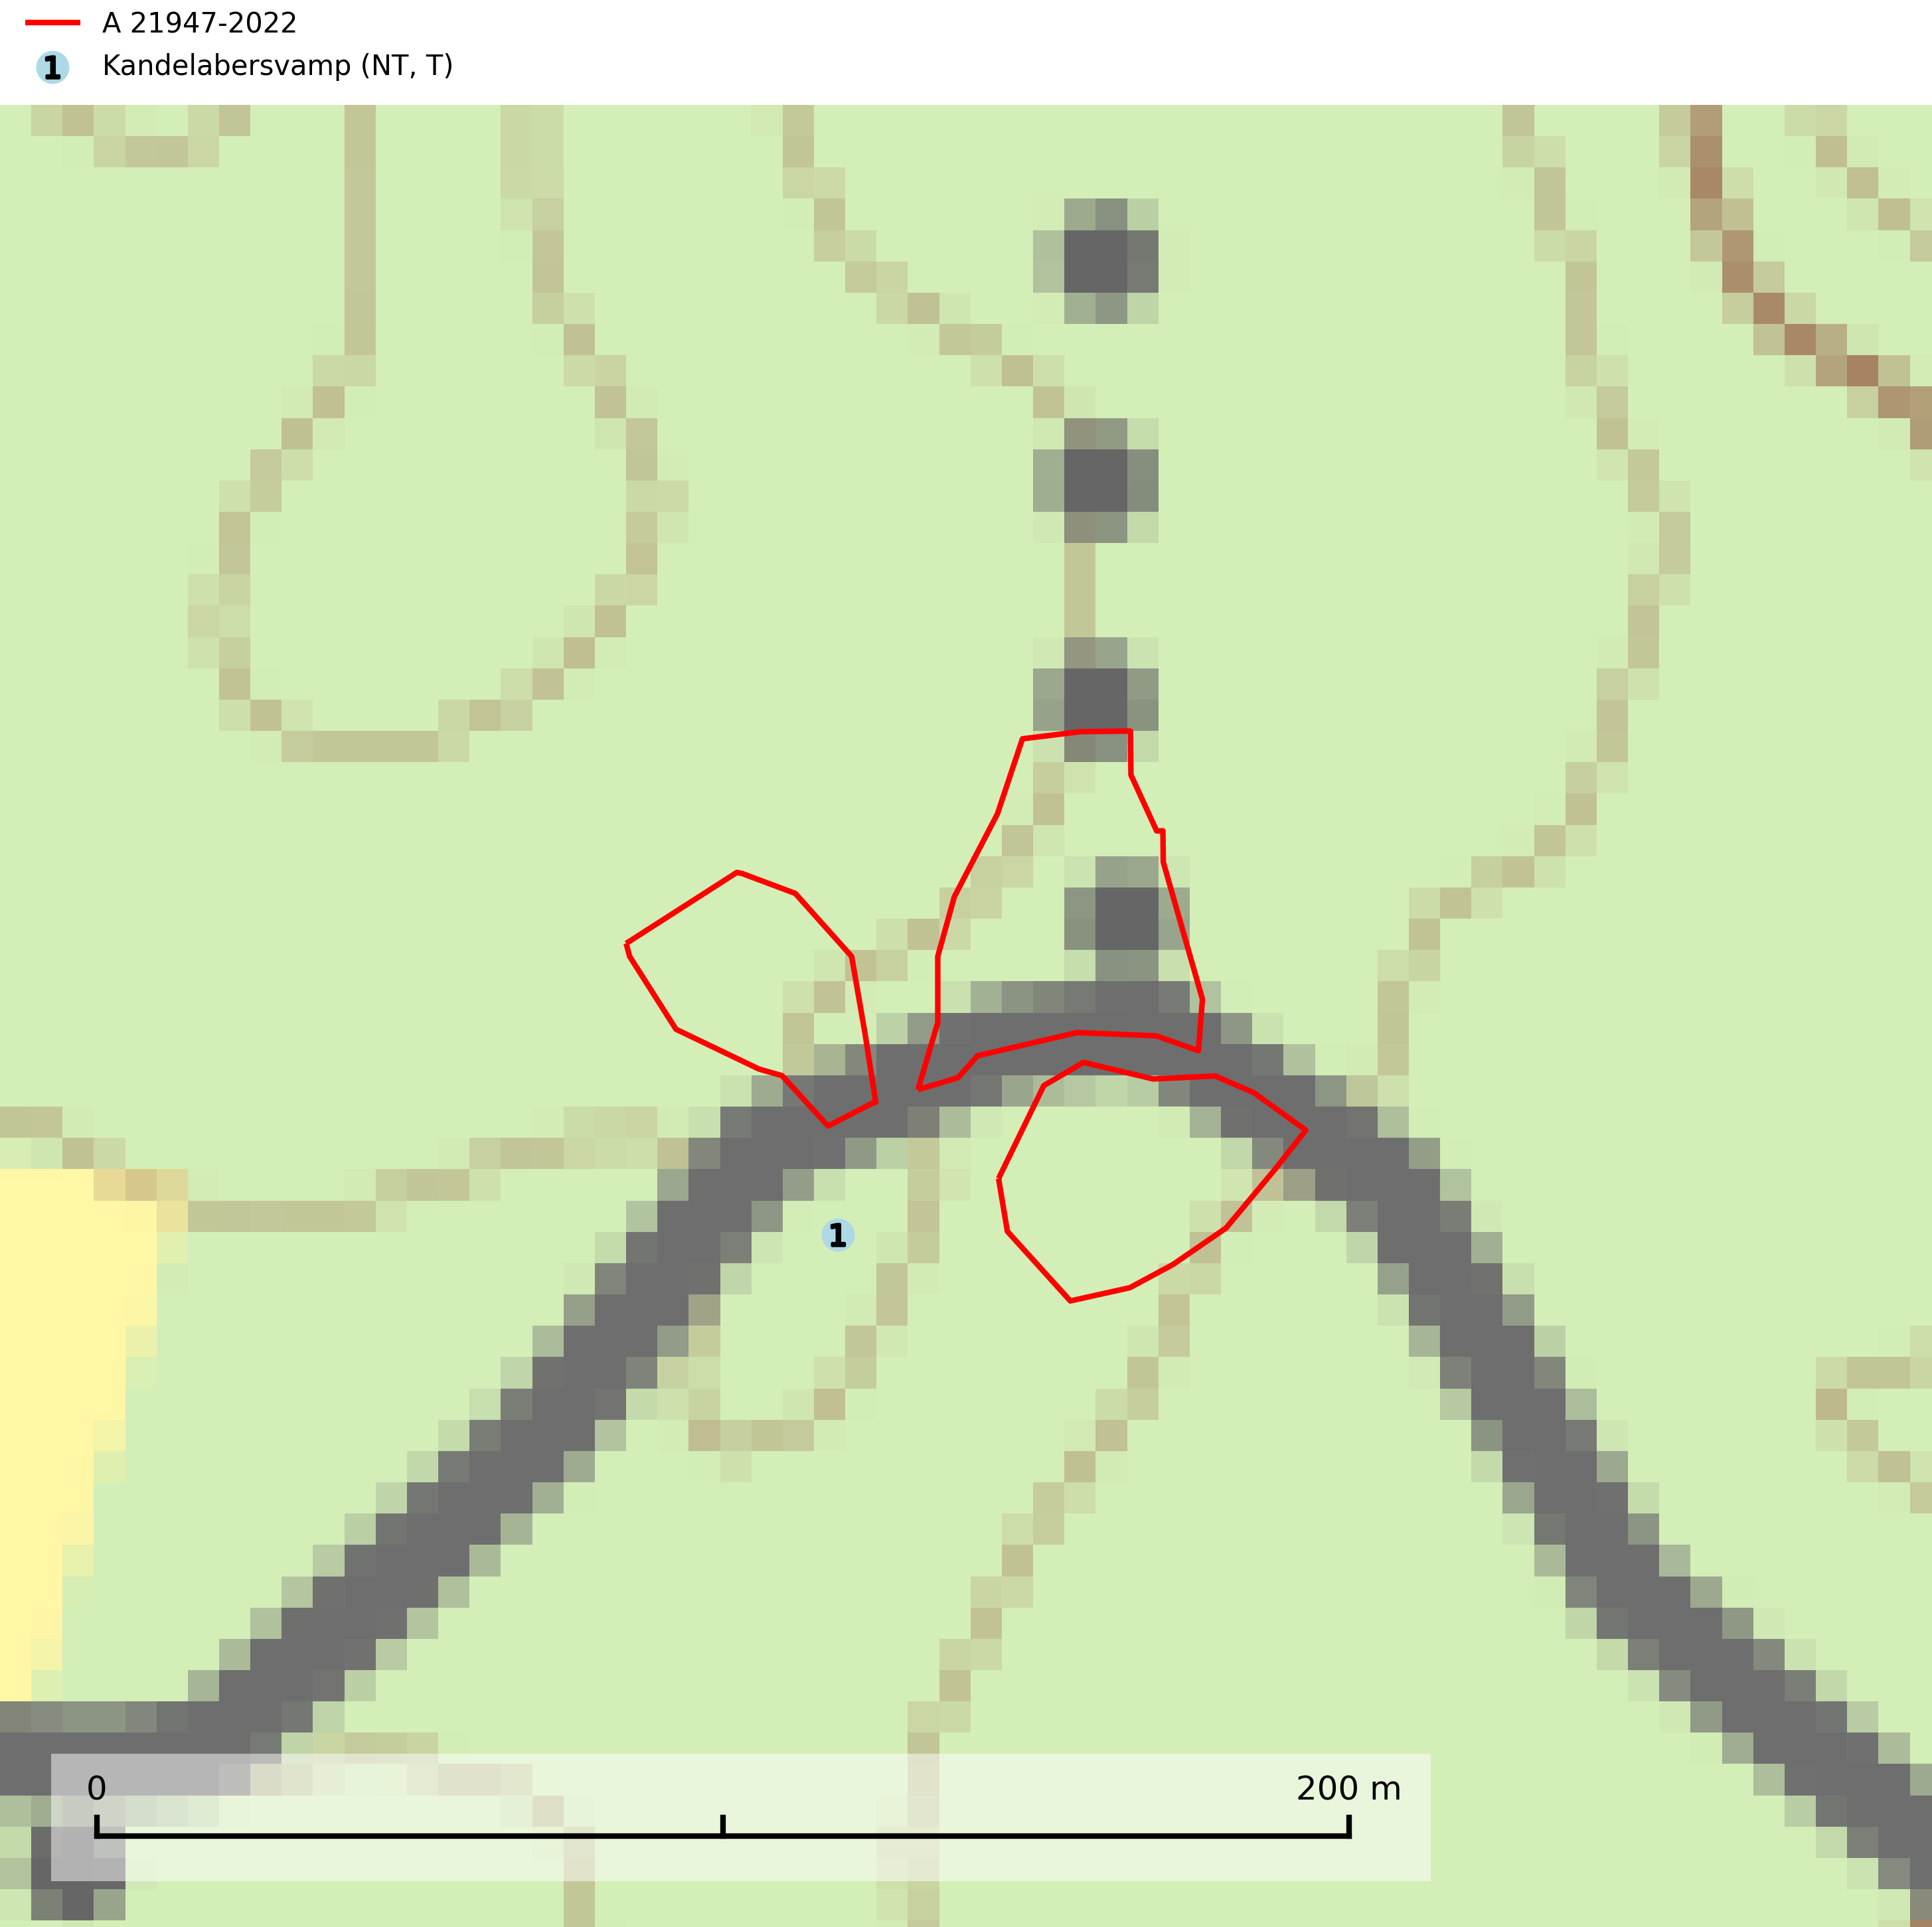 A 21947-2022
1 Kandelabersvamp (NT, T)
1
0 200 m